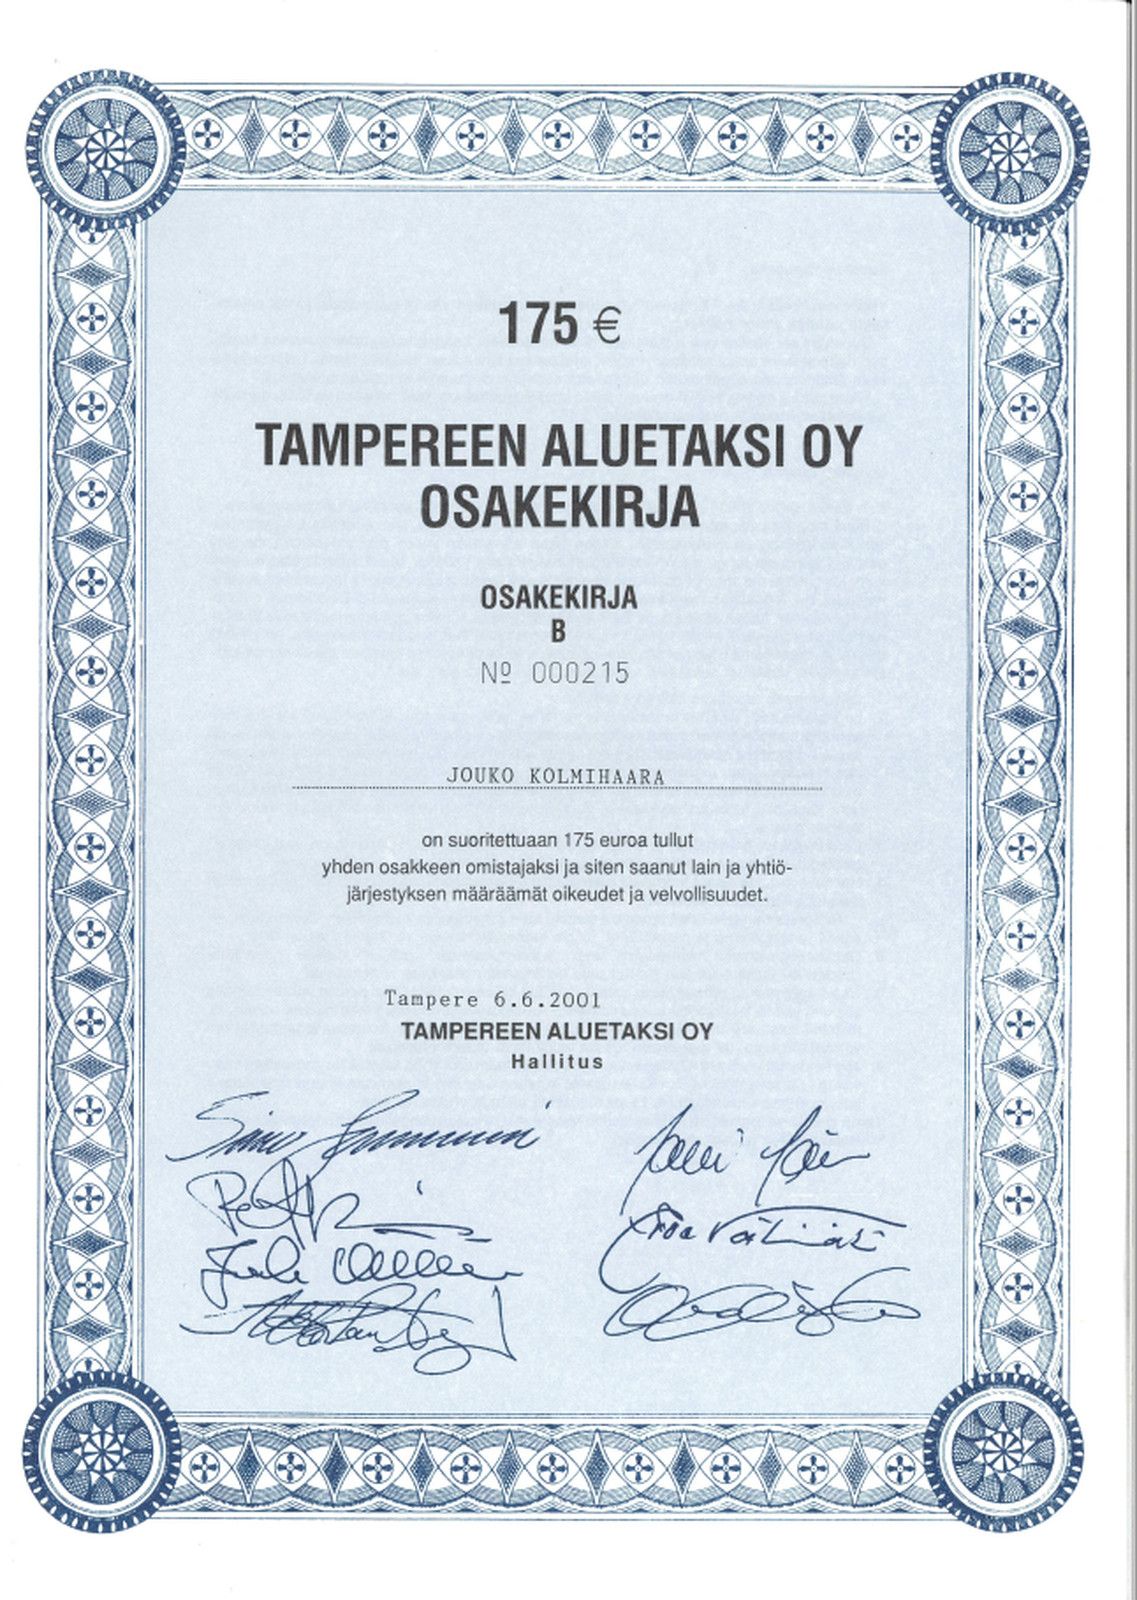 175 €
TAMPEREEN ALUETAKSI OY
OSAKEKIRJA
OSAKEKIRJA
B
Nº 000215
JOUKO KOLMIHAARA
on suoritettuaan 175 euroa tullut
yhden osakkeen omistajaksi ja siten saanut lain ja yhtiö-
järjestyksen määräämät oikeudet ja velvollisuudet.
Tampere 6.6.2001
TAMPEREEN ALUETAKSI OY
Hallitus